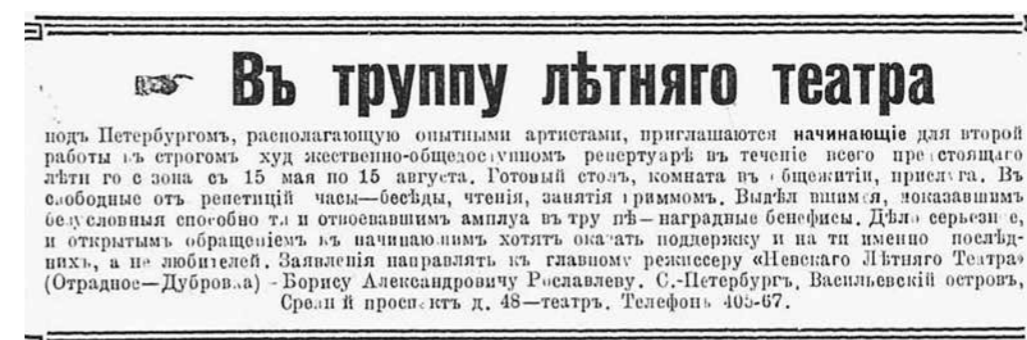 Въ труппу лѣтняго театра
подъ Петербургомъ, располагающую опытными артистами, приглашаются начинающіе для второй
работы въ строгомъ художественно-общедоступномъ репертуарѣ въ теченіе всего предстоящаго
лѣтняго сезона съ 15 мая по 15 августа. Готовый столъ, комната въ общежитіи, прислуга. Въ
свободные отъ репетицій часы—бесѣды, чтенія, занятія гриммомъ. Выдѣлившимся, показавшимъ
безусловныя способности и отвоевавшимъ амплуа въ труппѣ—наградные бенефисы. Дѣло серьезное,
и открытымъ обращеніемъ къ начинающимъ хотятъ оказать поддержку и найти именно послѣд-
нихъ, а не любителей. Заявленія направлять къ главному режиссеру «Невскаго Лѣтняго Театра»
(Отрадное—Дубровка) - Борису Александровичу Рославлеву. С.-Петербургъ, Васильевскій островъ,
Средній проспектъ д. 48—театръ. Телефонъ 405-67.